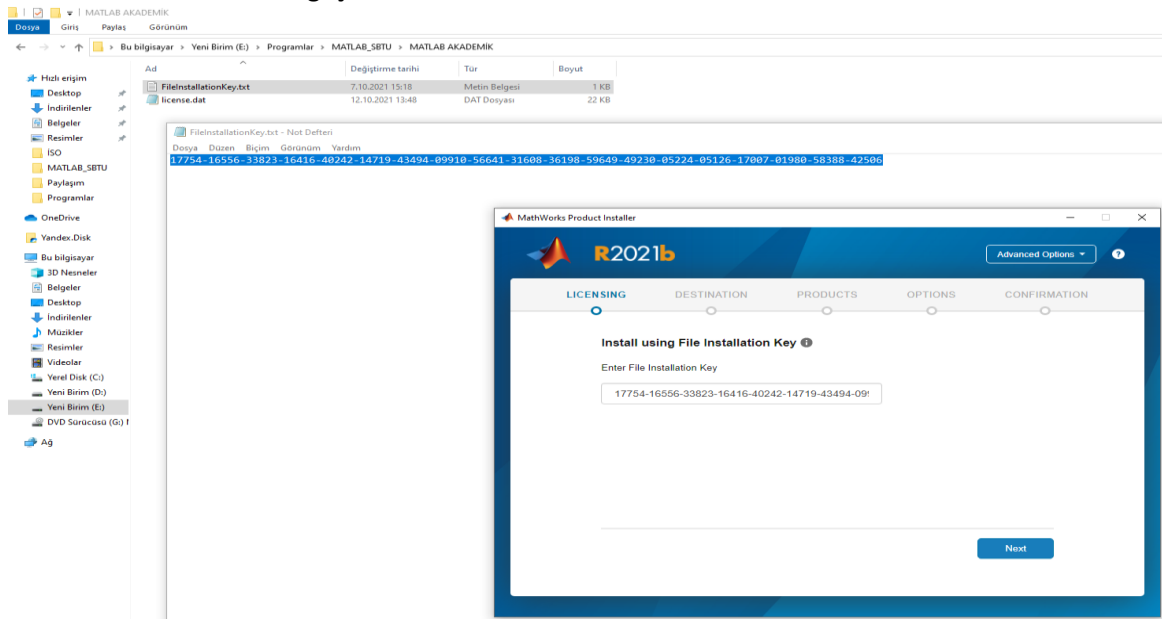 MATLAB AKADEMİK
Dosya Giriş Paylaş Görünüm
Bu bilgisayar > Yeni Birim (E:) > Programlar > MATLAB_SBTU > MATLAB AKADEMİK
Ad Değiştirme tarihi Tür Boyut
FileInstallationKey.txt 7.10.2021 15:18 Metin Belgesi 1 KB
license.dat 12.10.2021 13:48 DAT Dosyası 22 KB
Hızlı erişim
Desktop
İndirilenler
Belgeler
Resimler
İSO
MATLAB_SBTU
Paylaşım
Programlar
OneDrive
Yandex.Disk
Bu bilgisayar
3D Nesneler
Belgeler
Desktop
İndirilenler
Müzikler
Resimler
Videolar
Yerel Disk (C:)
Yeni Birim (D:)
Yeni Birim (E:)
DVD Sürücüsü (G:)
Ağ
FileInstallationKey.txt - Not Defteri
Dosya Düzen Biçim Görünüm Yardım
17754-16556-33823-16416-40242-14719-43494-09910-56641-31608-36198-59649-49230-05224-05126-17007-01980-58388-42506
MathWorks Product Installer
R2021b
Advanced Options
?
LICENSING DESTINATION PRODUCTS OPTIONS CONFIRMATION
Install using File Installation Key
Enter File Installation Key
17754-16556-33823-16416-40242-14719-43494-09
Next